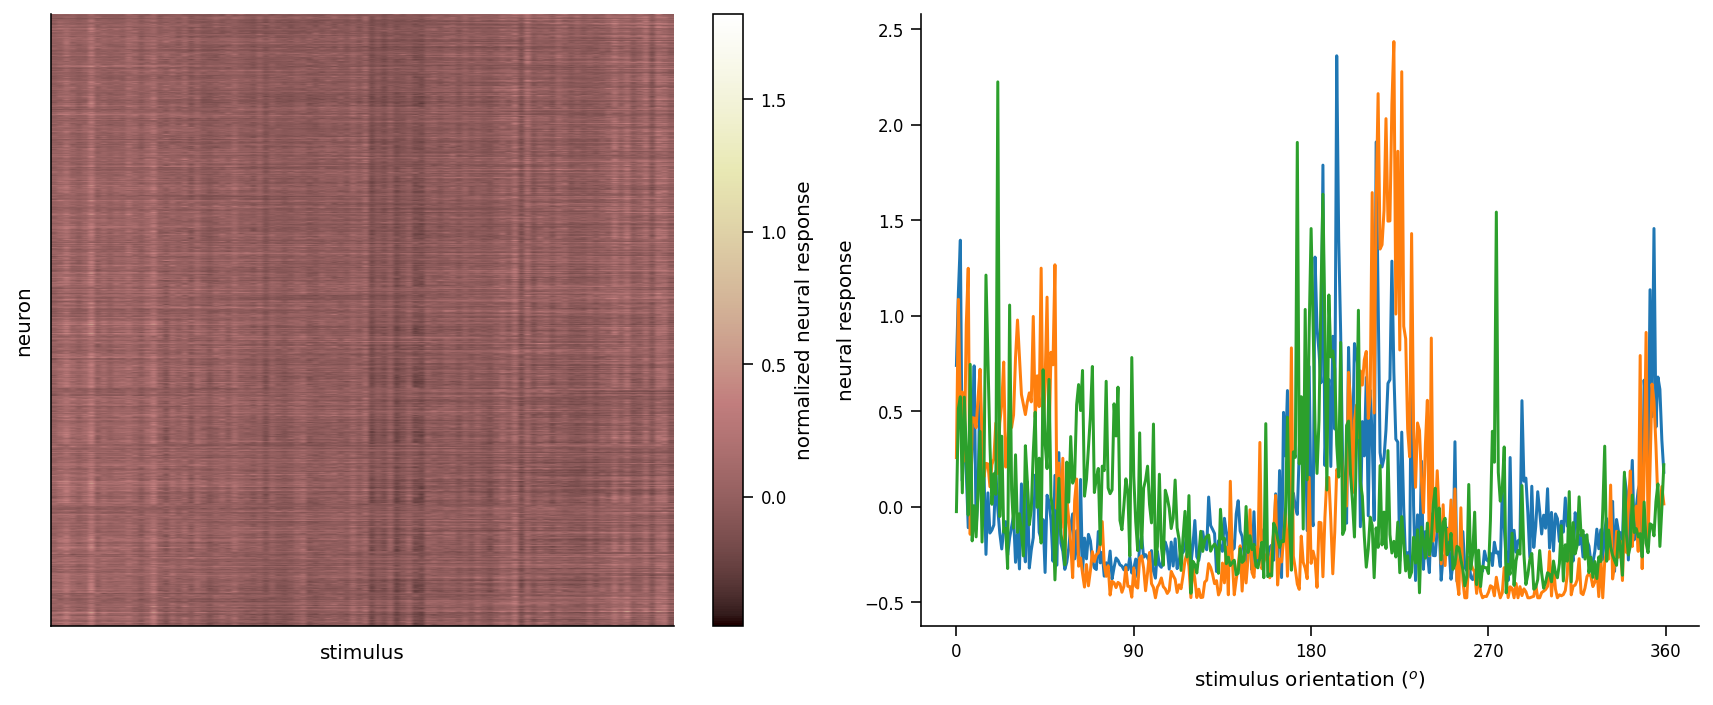 neuron
stimulus
1.5
1.0
0.5
0.0
normalized neural response
2.5
2.0
1.5
1.0
0.5
0.0
−0.5
neural response
0 90 180 270 360
stimulus orientation (o)